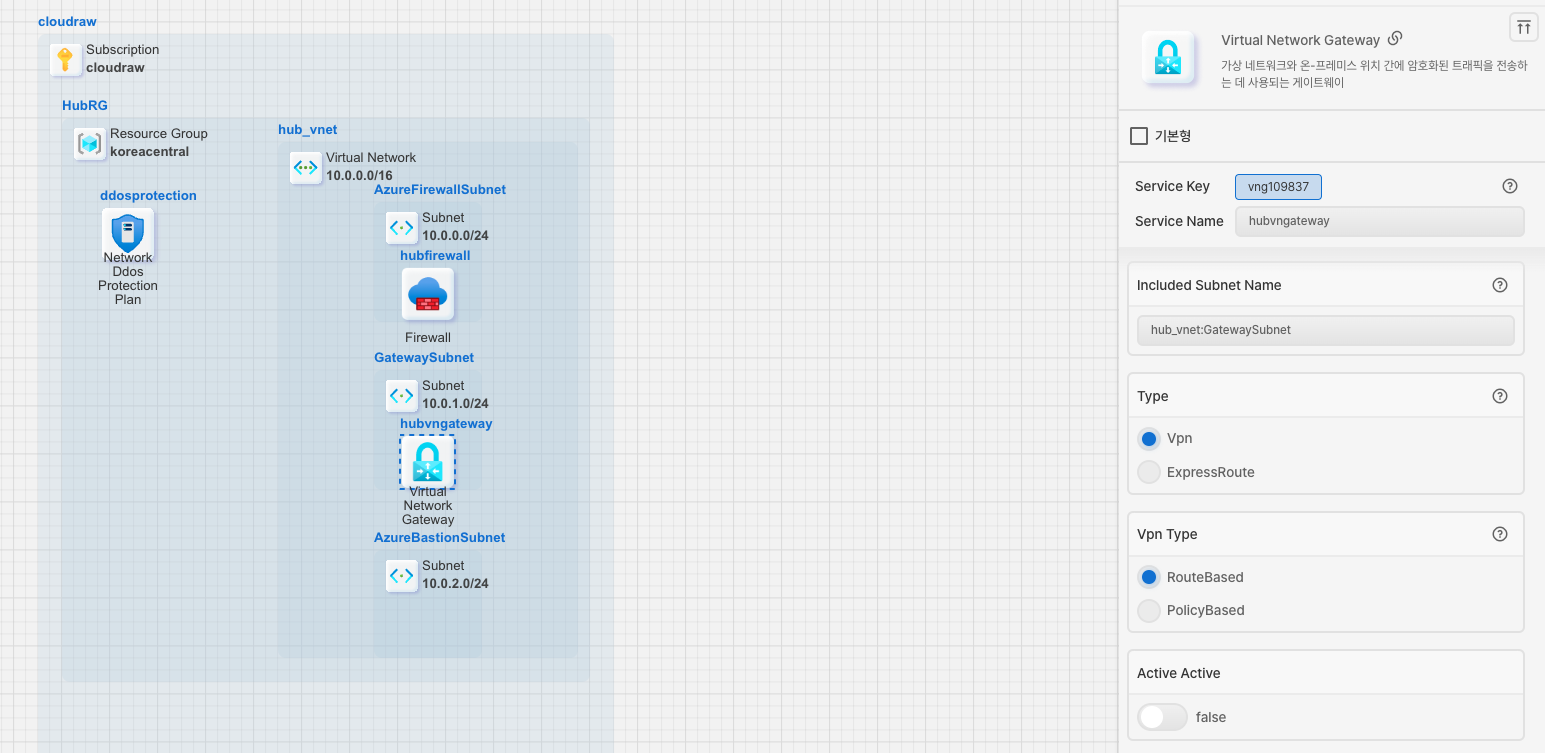 cloudraw
Subscription
cloudraw
HubRG
Resource Group
koreacentral
ddosprotection
Network
Ddos
Protection
Plan
hub_vnet
Virtual Network
10.0.0.0/16
AzureFirewallSubnet
Subnet
10.0.0.0/24
hubfirewall
Firewall
GatewaySubnet
Subnet
10.0.1.0/24
hubvngateway
Virtual
Network
Gateway
AzureBastionSubnet
Subnet
10.0.2.0/24
Virtual Network Gateway
가상 네트워크와 온-프레미스 위치 간에 암호화된 트래픽을 전송하
는 데 사용되는 게이트웨이
기본형
Service Key vng109837
Service Name hubvngateway
Included Subnet Name
hub_vnet:GatewaySubnet
Type
Vpn
ExpressRoute
Vpn Type
RouteBased
PolicyBased
Active Active
false